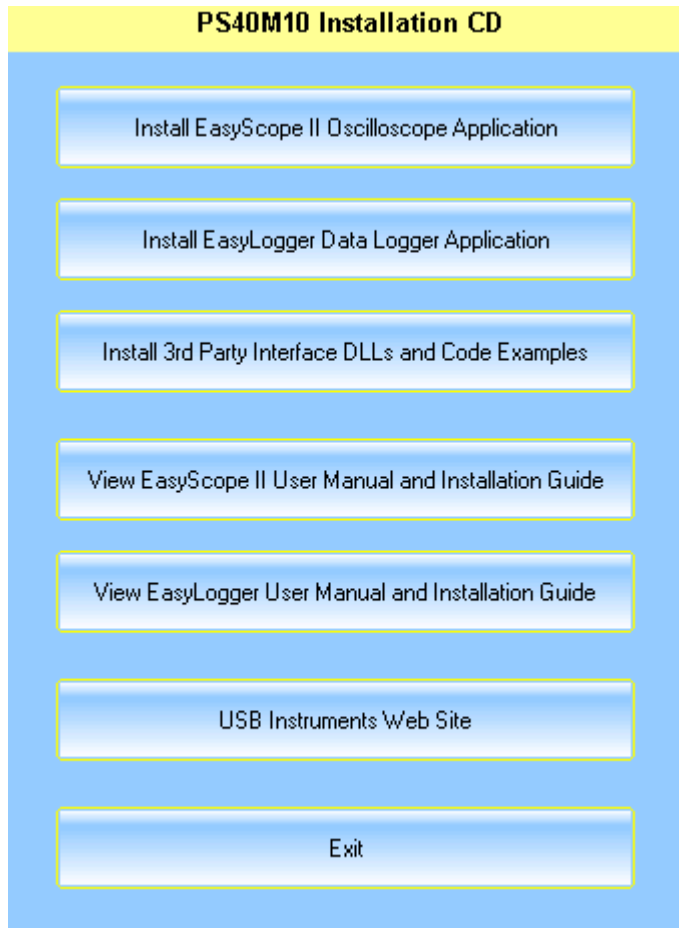 PS40M10 Installation CD
Install EasyScope II Oscilloscope Application
Install EasyLogger Data Logger Application
Install 3rd Party Interface DLLs and Code Examples
View EasyScope II User Manual and Installation Guide
View EasyLogger User Manual and Installation Guide
USB Instruments Web Site
Exit